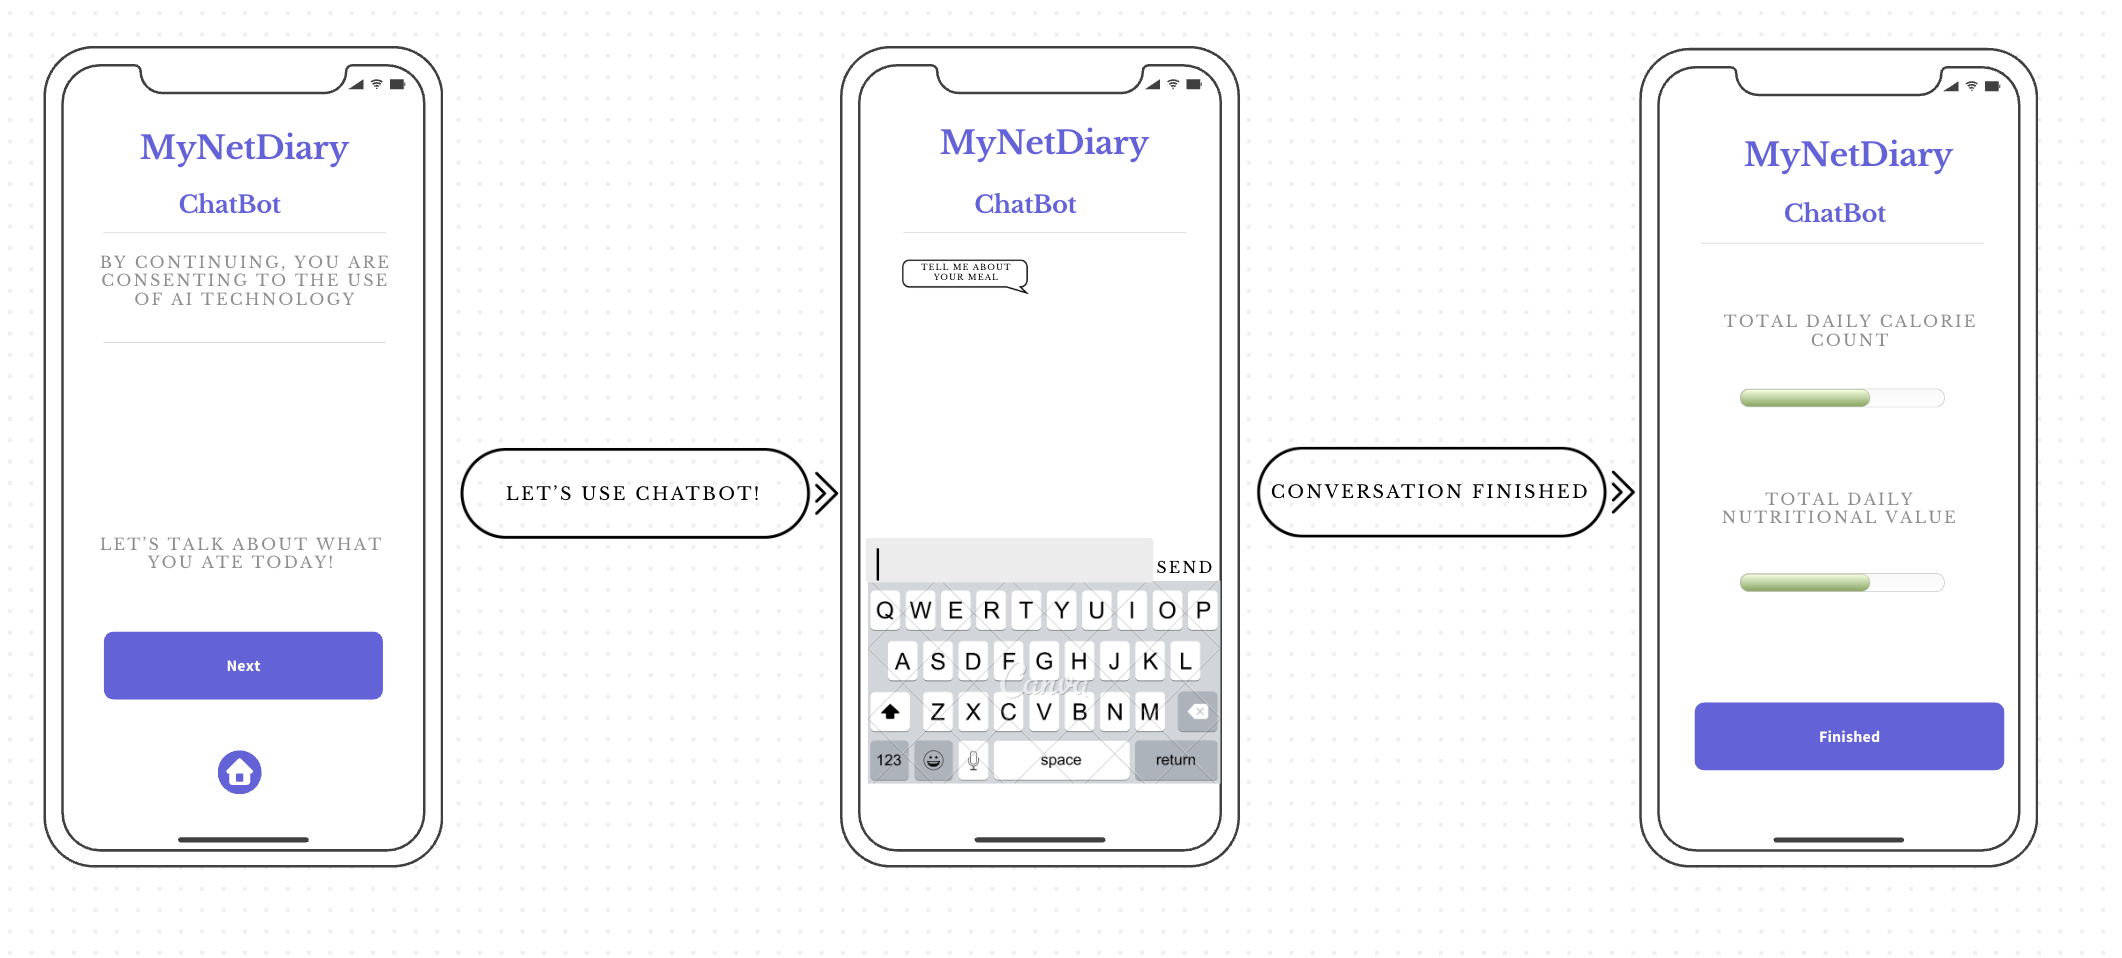 MyNetDiary
ChatBot
BY CONTINUING, YOU ARE
CONSENTING TO THE USE
OF AI TECHNOLOGY
LET'S TALK ABOUT WHAT
YOU ATE TODAY!
Next
LET'S USE CHATBOT!
MyNetDiary
ChatBot
TELL ME ABOUT
YOUR MEAL
SEND
Q W E R T Y U I O P
A S D F G H J K L
Canva
Z X C V B N M
123 space return
CONVERSATION FINISHED
MyNetDiary
ChatBot
TOTAL DAILY CALORIE
COUNT
TOTAL DAILY
NUTRITIONAL VALUE
Finished